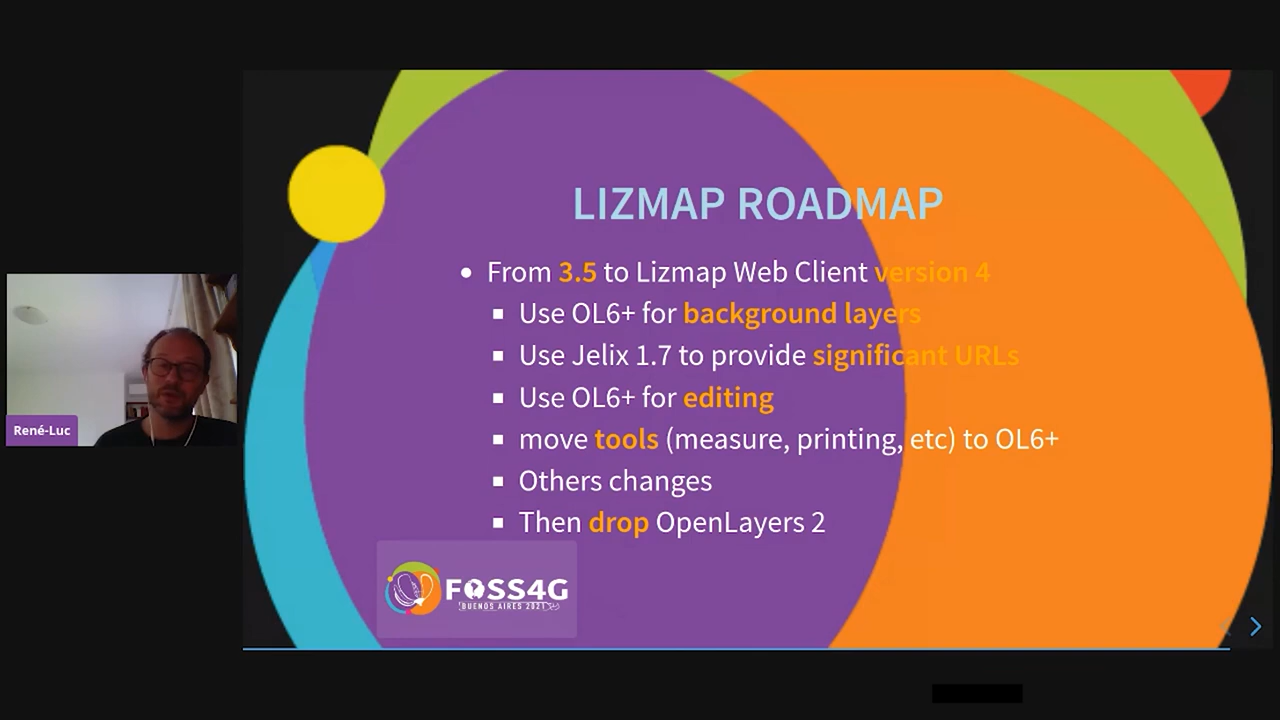 LIZMAP ROADMAP
From 3.5 to Lizmap Web Client version 4
Use OL6+ for background layers
Use Jelix 1.7 to provide significant URLs
Use OL6+ for editing
move tools (measure, printing, etc) to OL6+
Others changes
Then drop OpenLayers 2
René-Luc
FOSS4G
BUENOS AIRES 2021